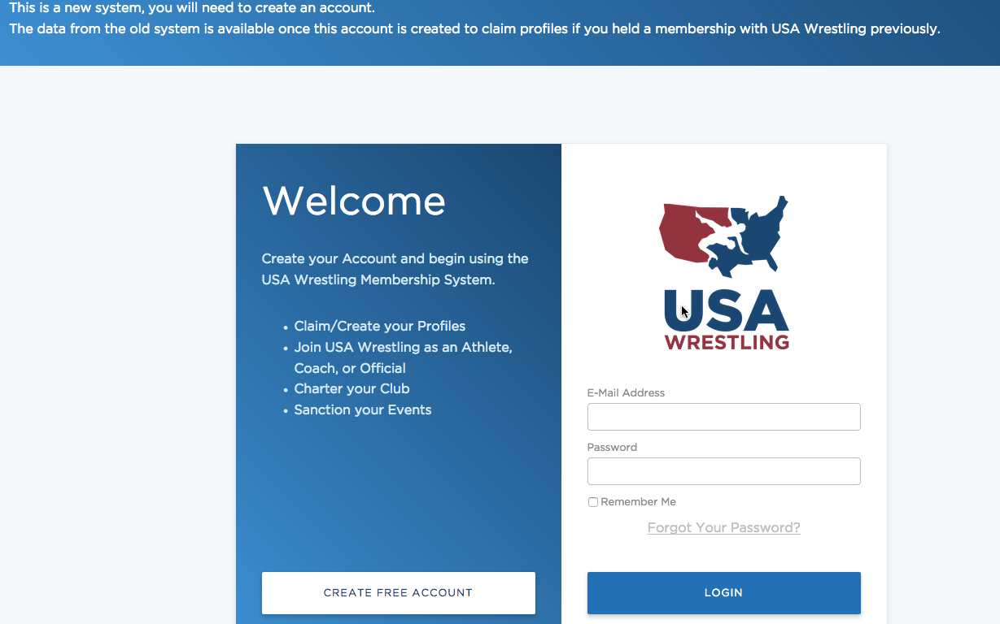 This is a new system, you will need to create an account.
The data from the old system is available once this account is created to claim profiles if you held a membership with USA Wrestling previously.
Welcome
Create your Account and begin using the
USA Wrestling Membership System.
• Claim/Create your Profiles
• Join USA Wrestling as an Athlete,
Coach, or Official
• Charter your Club
• Sanction your Events
CREATE FREE ACCOUNT
USA
WRESTLING
E-Mail Address
Password
Remember Me
Forgot Your Password?
LOGIN